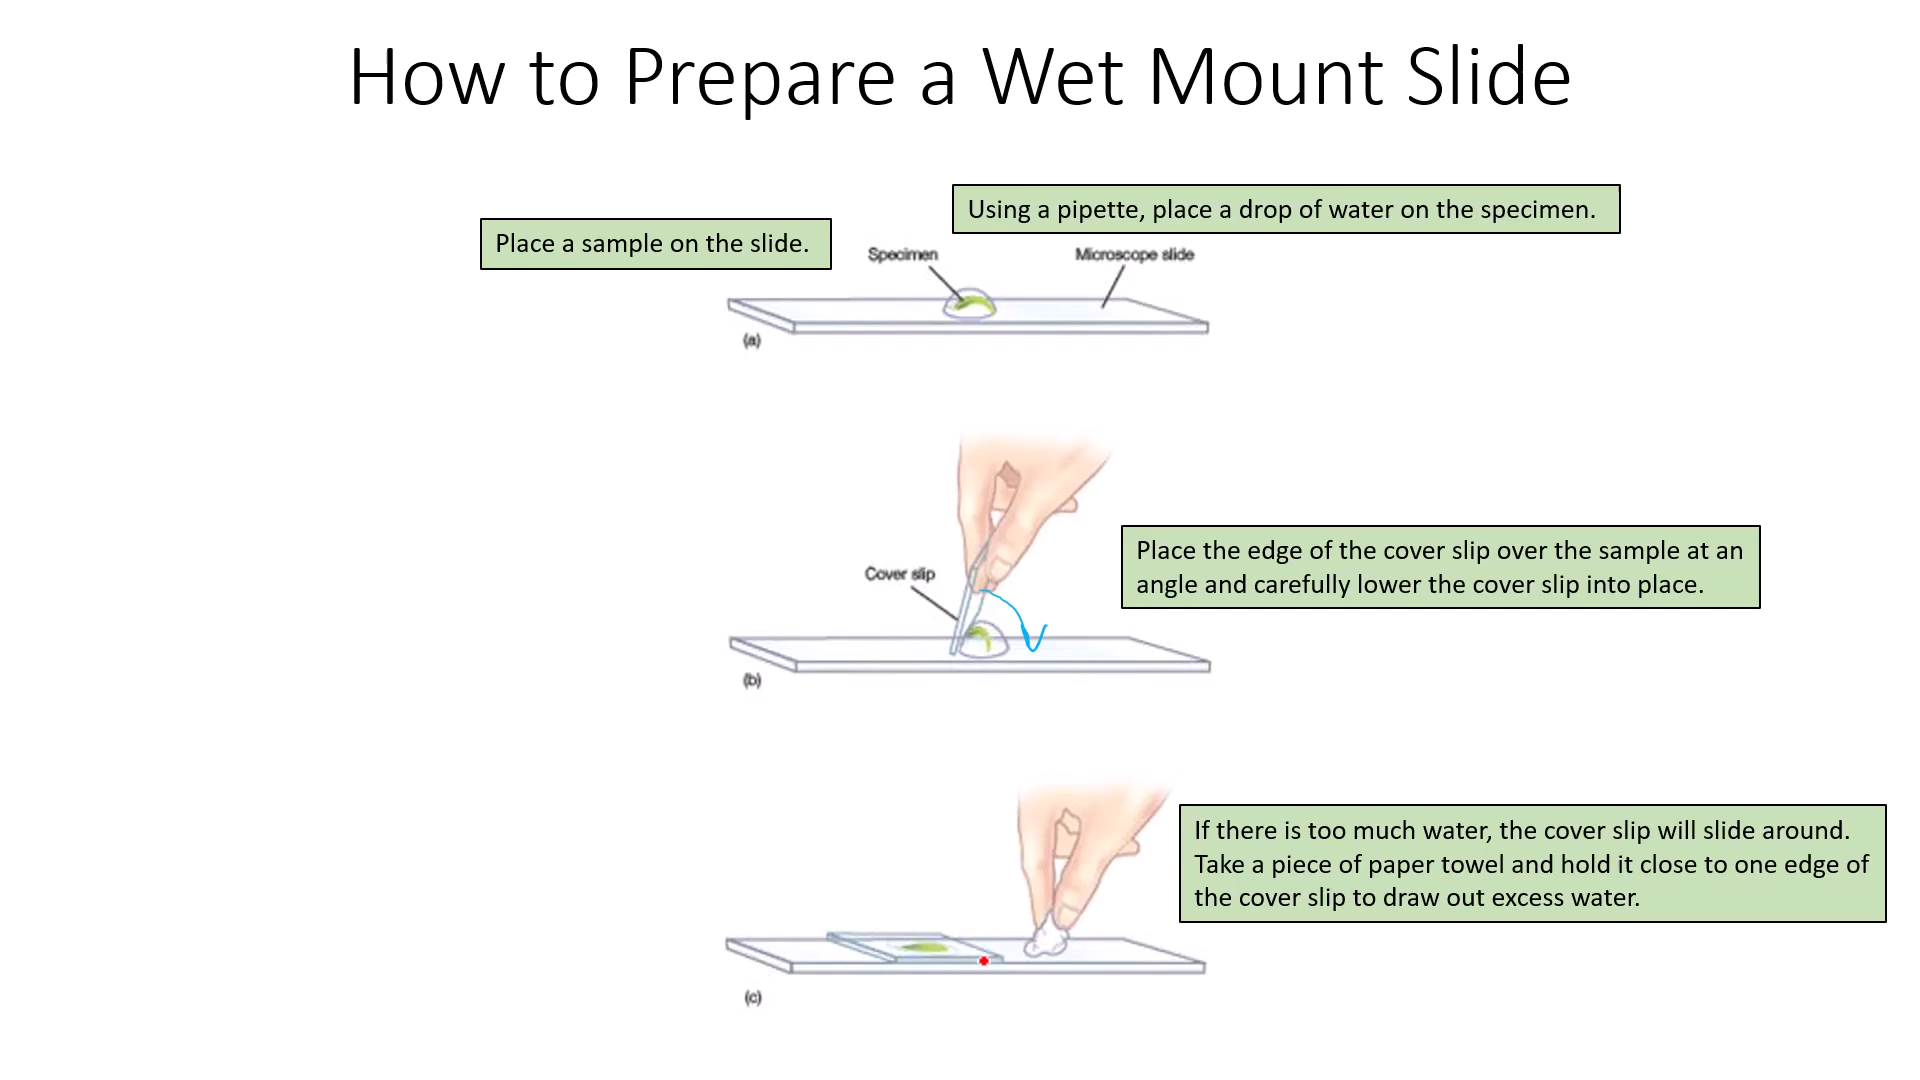 How to Prepare a Wet Mount Slide
Using a pipette, place a drop of water on the specimen.
Place a sample on the slide.
Specimen
Microscope slide
(a)
Place the edge of the cover slip over the sample at an
angle and carefully lower the cover slip into place.
Cover slip
(b)
If there is too much water, the cover slip will slide around.
Take a piece of paper towel and hold it close to one edge of
the cover slip to draw out excess water.
(c)